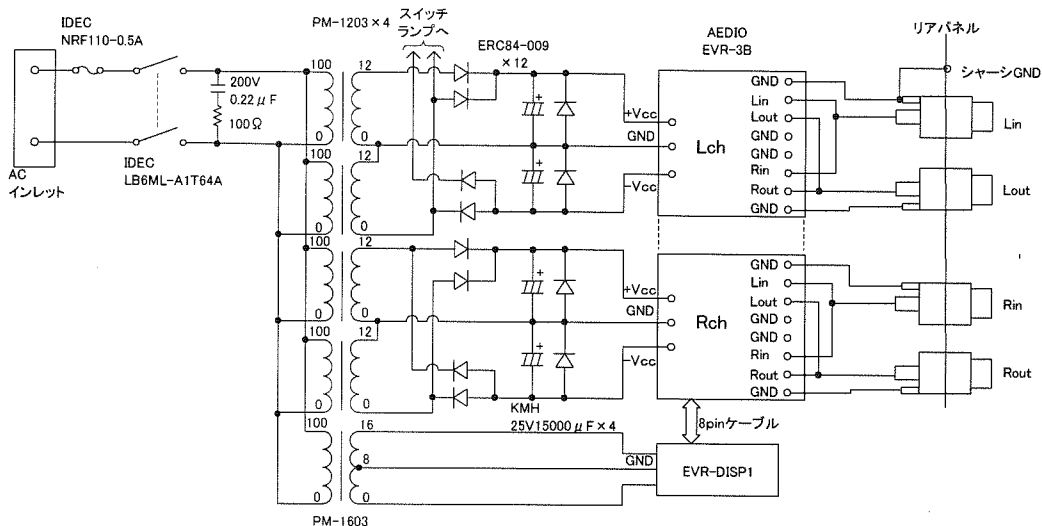 IDEC
NRF110-0.5A
AC
インレット
200V
0.22μF
100Ω
IDEC
LB6ML-A1T64A
PM-1203×4
スイッチ
ランプへ
ERC84-009
×12
100
0
12
0
100
0
12
0
100
0
12
0
100
0
12
0
100
0
16
8
0
PM-1603
+
+
+
+
KMH
25V15000μF×4
+Vcc
GND
−Vcc
+Vcc
GND
−Vcc
GND
AEDIO
EVR-3B
Lch
GND
Lin
Lout
GND
GND
Rin
Rout
GND
Rch
GND
Lin
Lout
GND
GND
Rin
Rout
GND
8pinケーブル
EVR-DISP1
リアパネル
シャーシGND
Lin
Lout
Rin
Rout